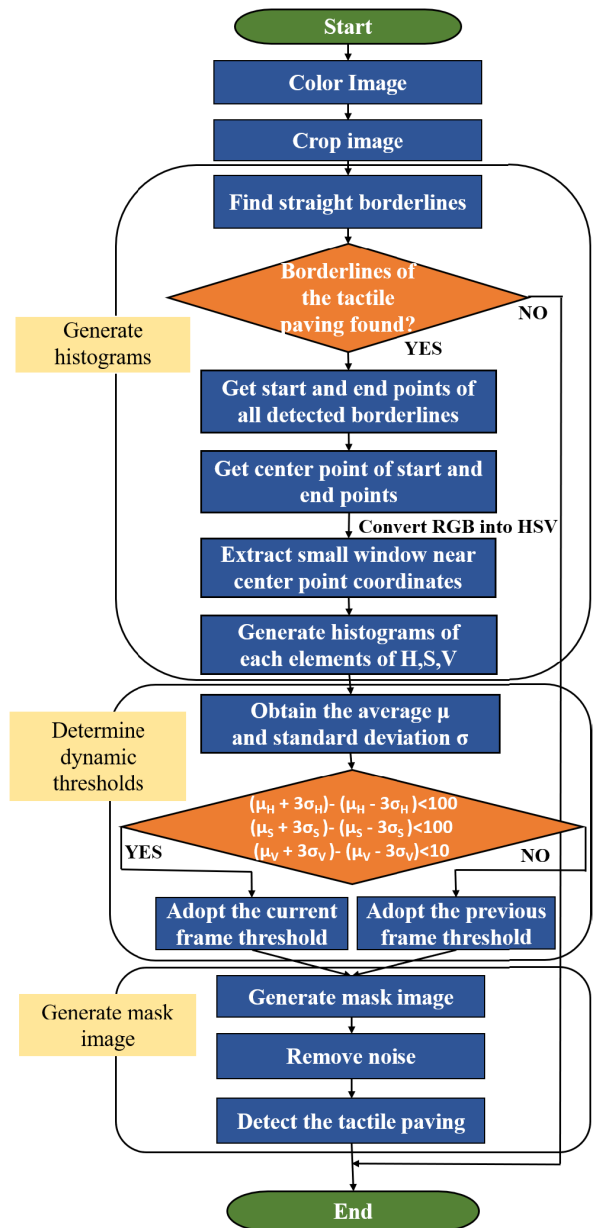 Start
Color Image
Crop image
Find straight borderlines
Borderlines of
the tactile
paving found?
NO
YES
Generate
histograms
Get start and end points of
all detected borderlines
Get center point of start and
end points
Convert RGB into HSV
Extract small window near
center point coordinates
Generate histograms of
each elements of H,S,V
Determine
dynamic
thresholds
Obtain the average μ
and standard deviation σ
(μH + 3σH)- (μH - 3σH )<100
(μS + 3σS )- (μS - 3σS )<100
(μV + 3σV )- (μV - 3σV)<10
YES
NO
Adopt the current
frame threshold
Adopt the previous
frame threshold
Generate mask
image
Generate mask image
Remove noise
Detect the tactile paving
End